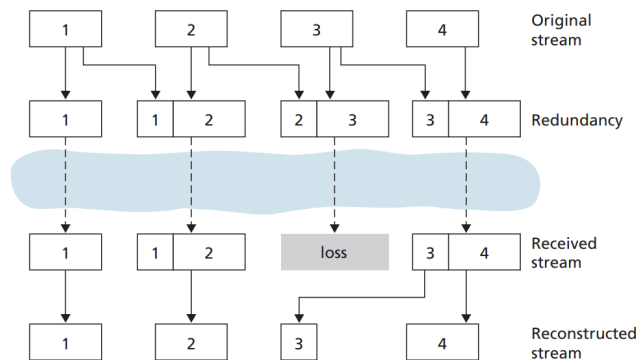 1 2 3 4 Original
stream
1 1 2 2 3 3 4 Redundancy
1 1 2 loss 3 4 Received
stream
1 2 3 4 Reconstructed
stream